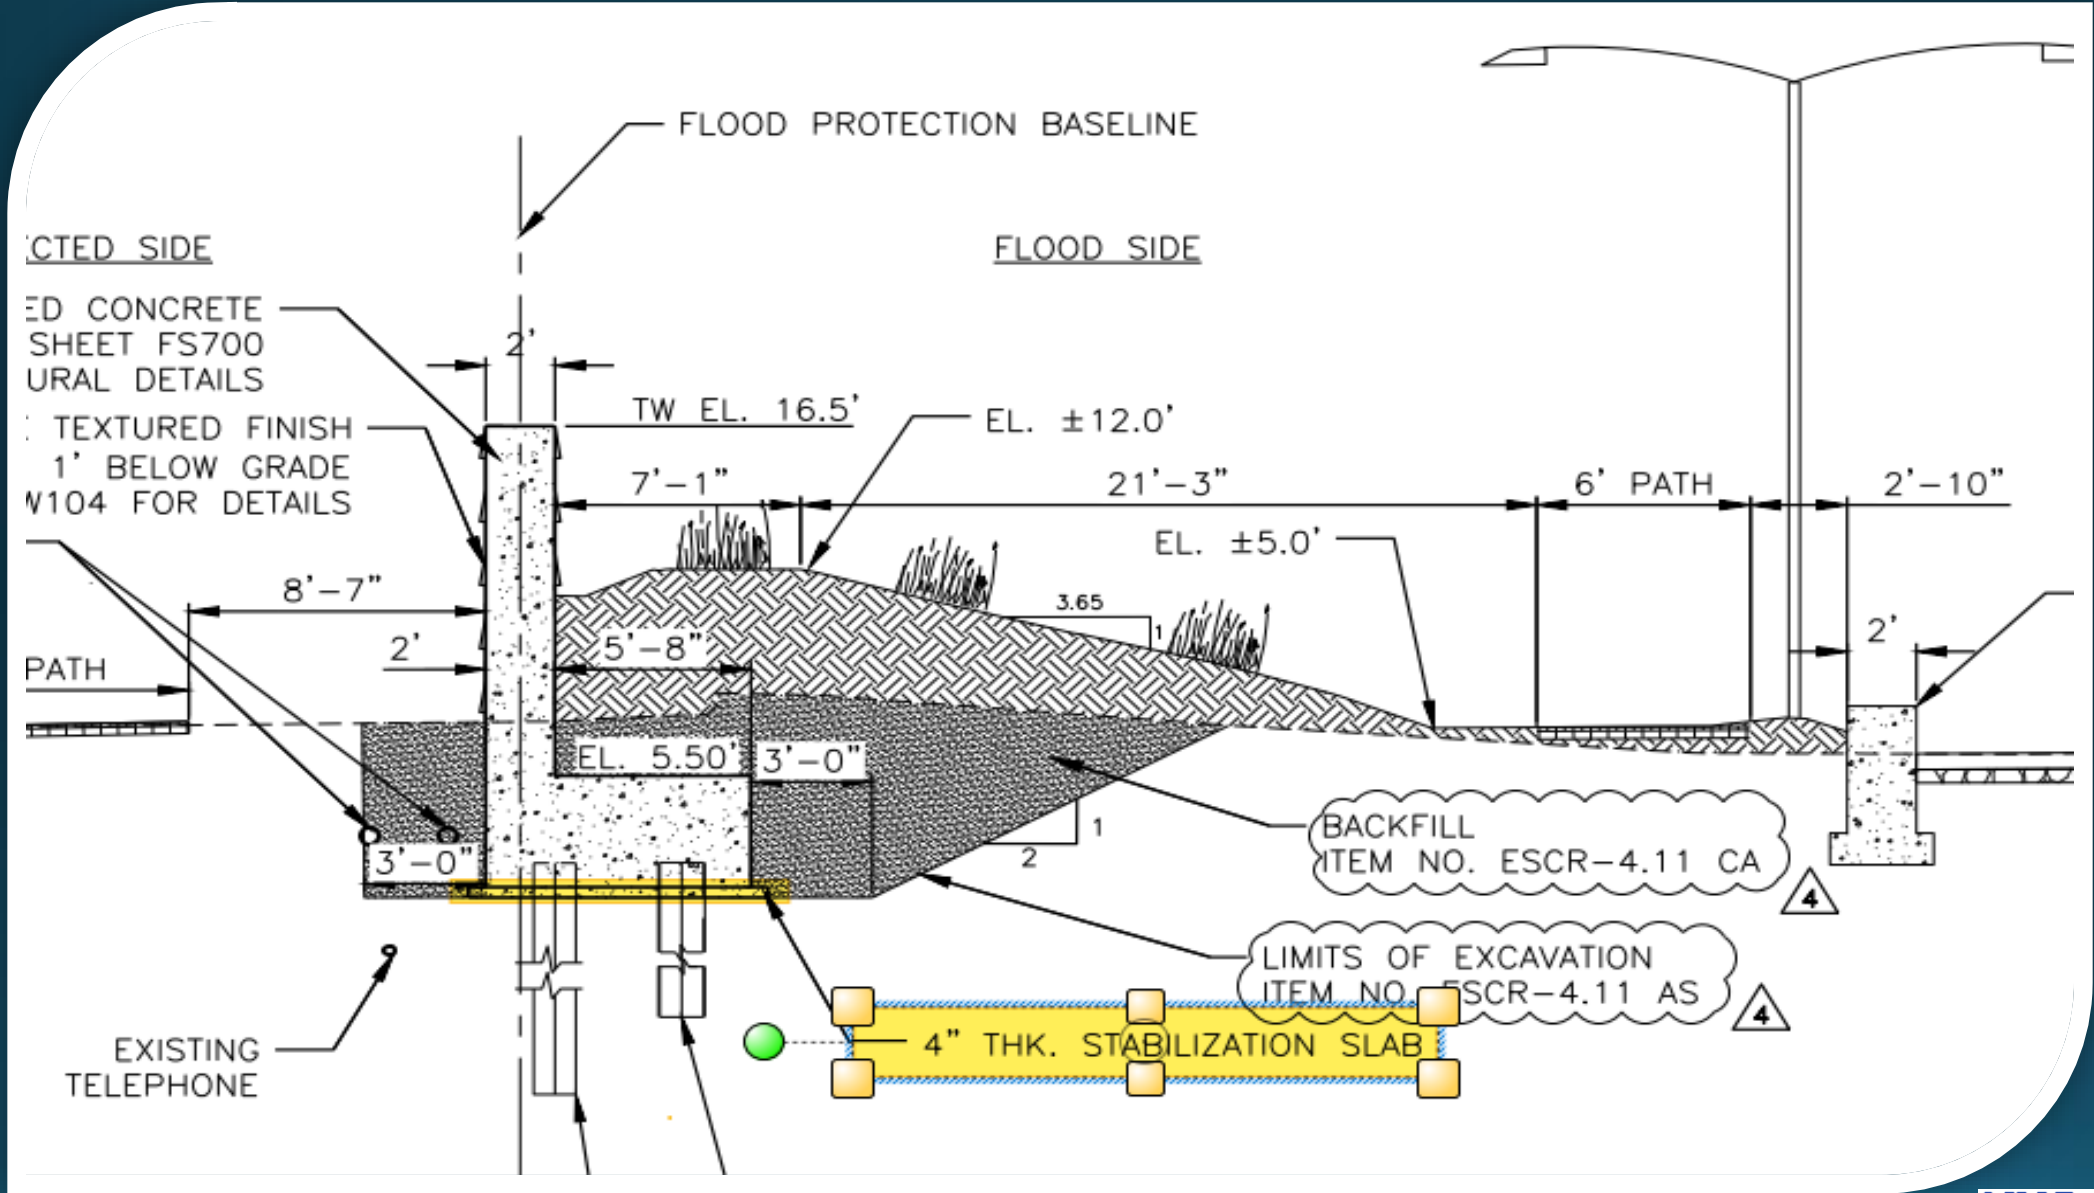 FLOOD PROTECTION BASELINE
CTED SIDE
FLOOD SIDE
ED CONCRETE
SHEET FS700
URAL DETAILS
2'
TW EL. 16.5'
EL. ±12.0'
TEXTURED FINISH
1' BELOW GRADE
W104 FOR DETAILS
7'-1"
21'-3"
6' PATH
2'-10"
EL. ±5.0'
8'-7"
3.65
1
2'
5'-8"
2'
PATH
EL. 5.50'
3'-0"
BACKFILL
ITEM NO. ESCR-4.11 CA
4
1
2
3'-0"
LIMITS OF EXCAVATION
ITEM NO. ESCR-4.11 AS
4
4" THK. STABILIZATION SLAB
EXISTING
TELEPHONE